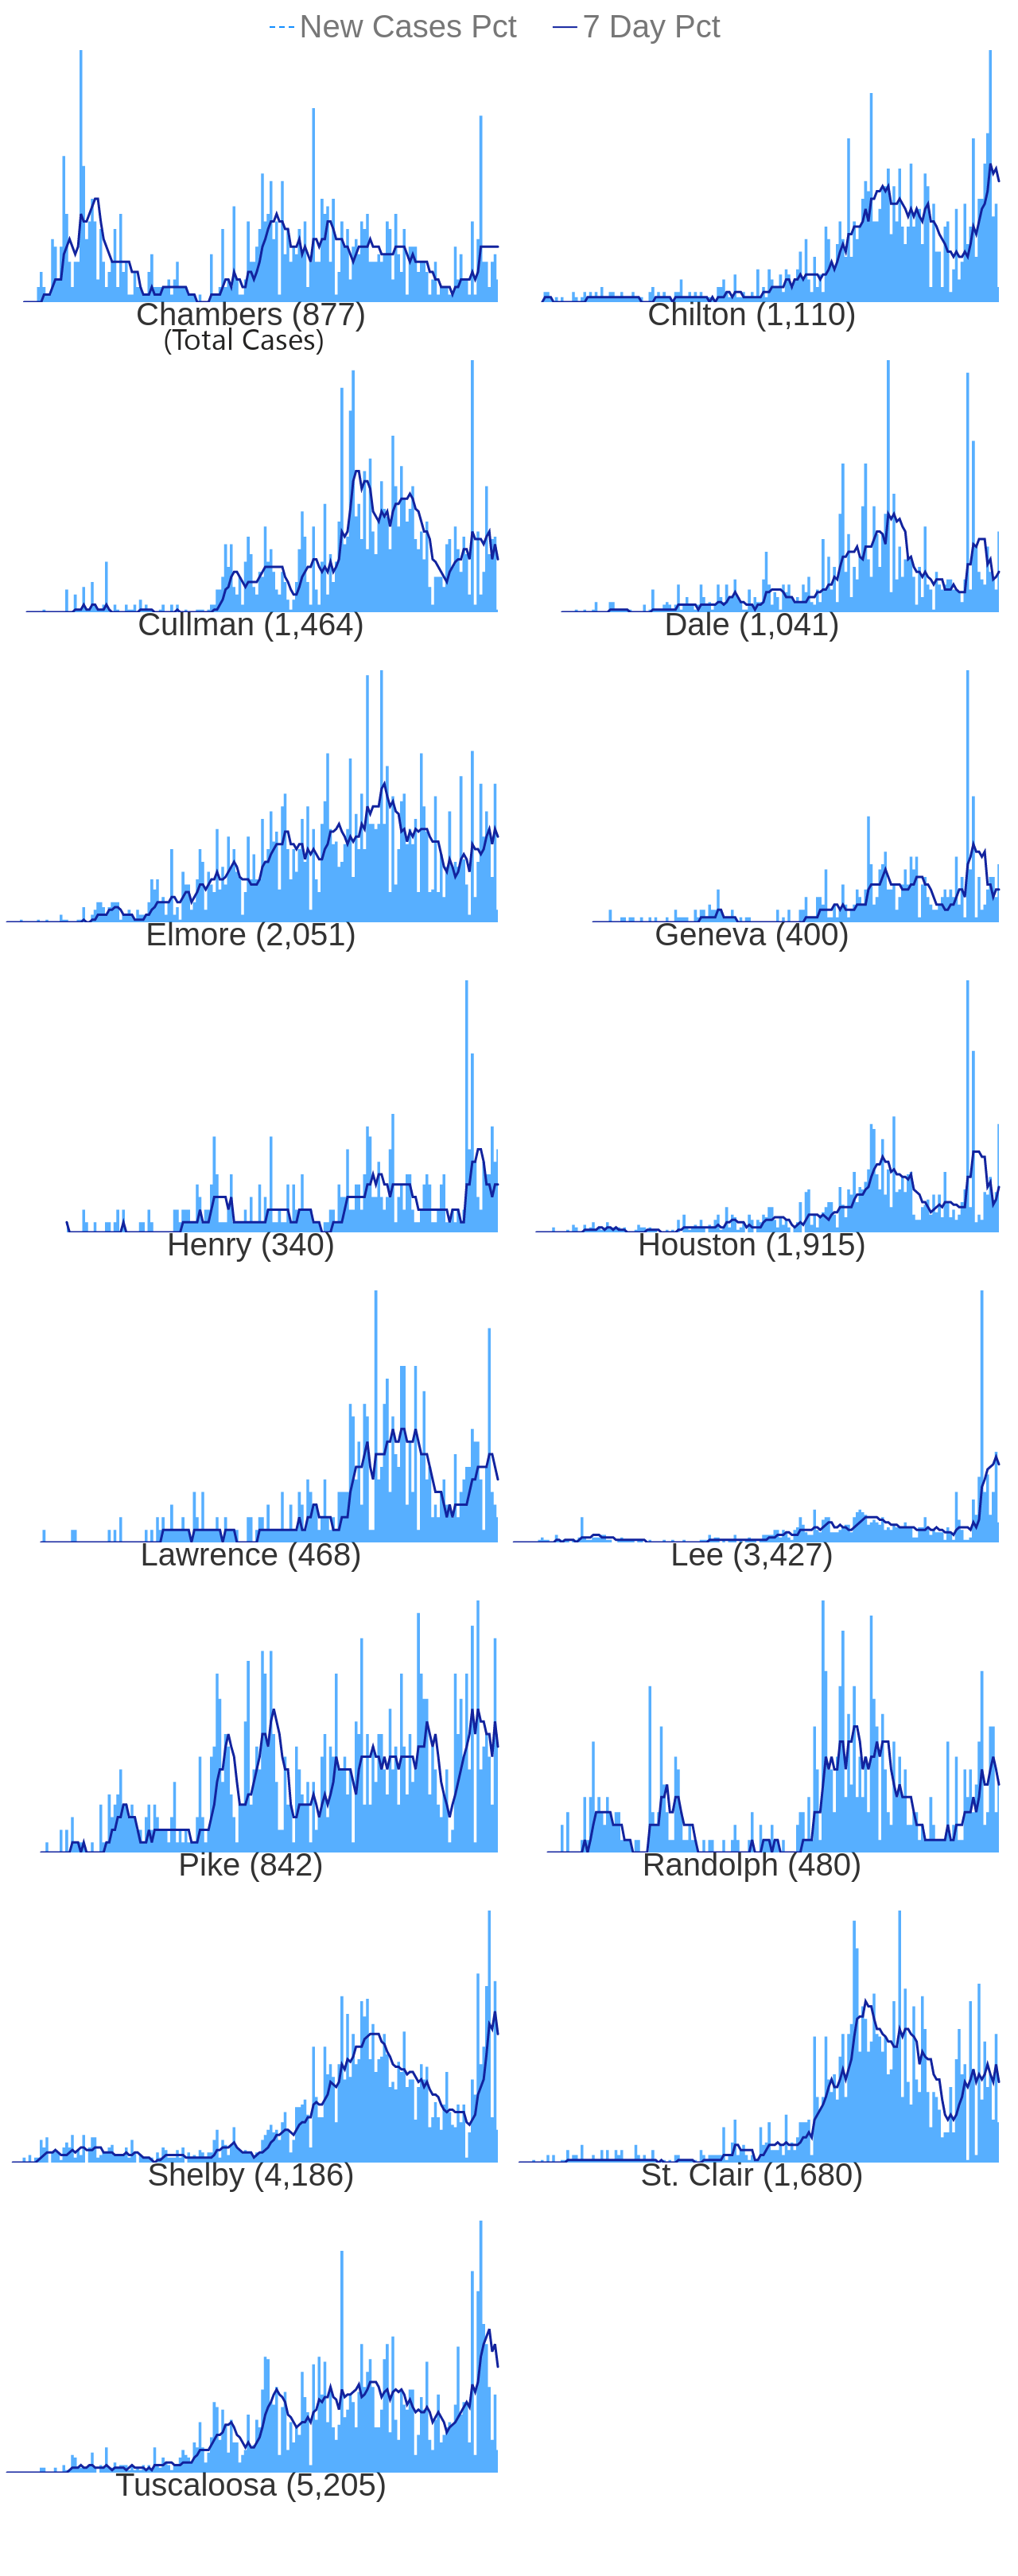 New Cases Pct 7 Day Pct
Chambers (877) Chilton (1,110)
(Total Cases)
Cullman (1,464) Dale (1,041)
Elmore (2,051) Geneva (400)
Henry (340) Houston (1,915)
Lawrence (468) Lee (3,427)
Pike (842) Randolph (480)
Shelby (4,186) St. Clair (1,680)
Tuscaloosa (5,205)